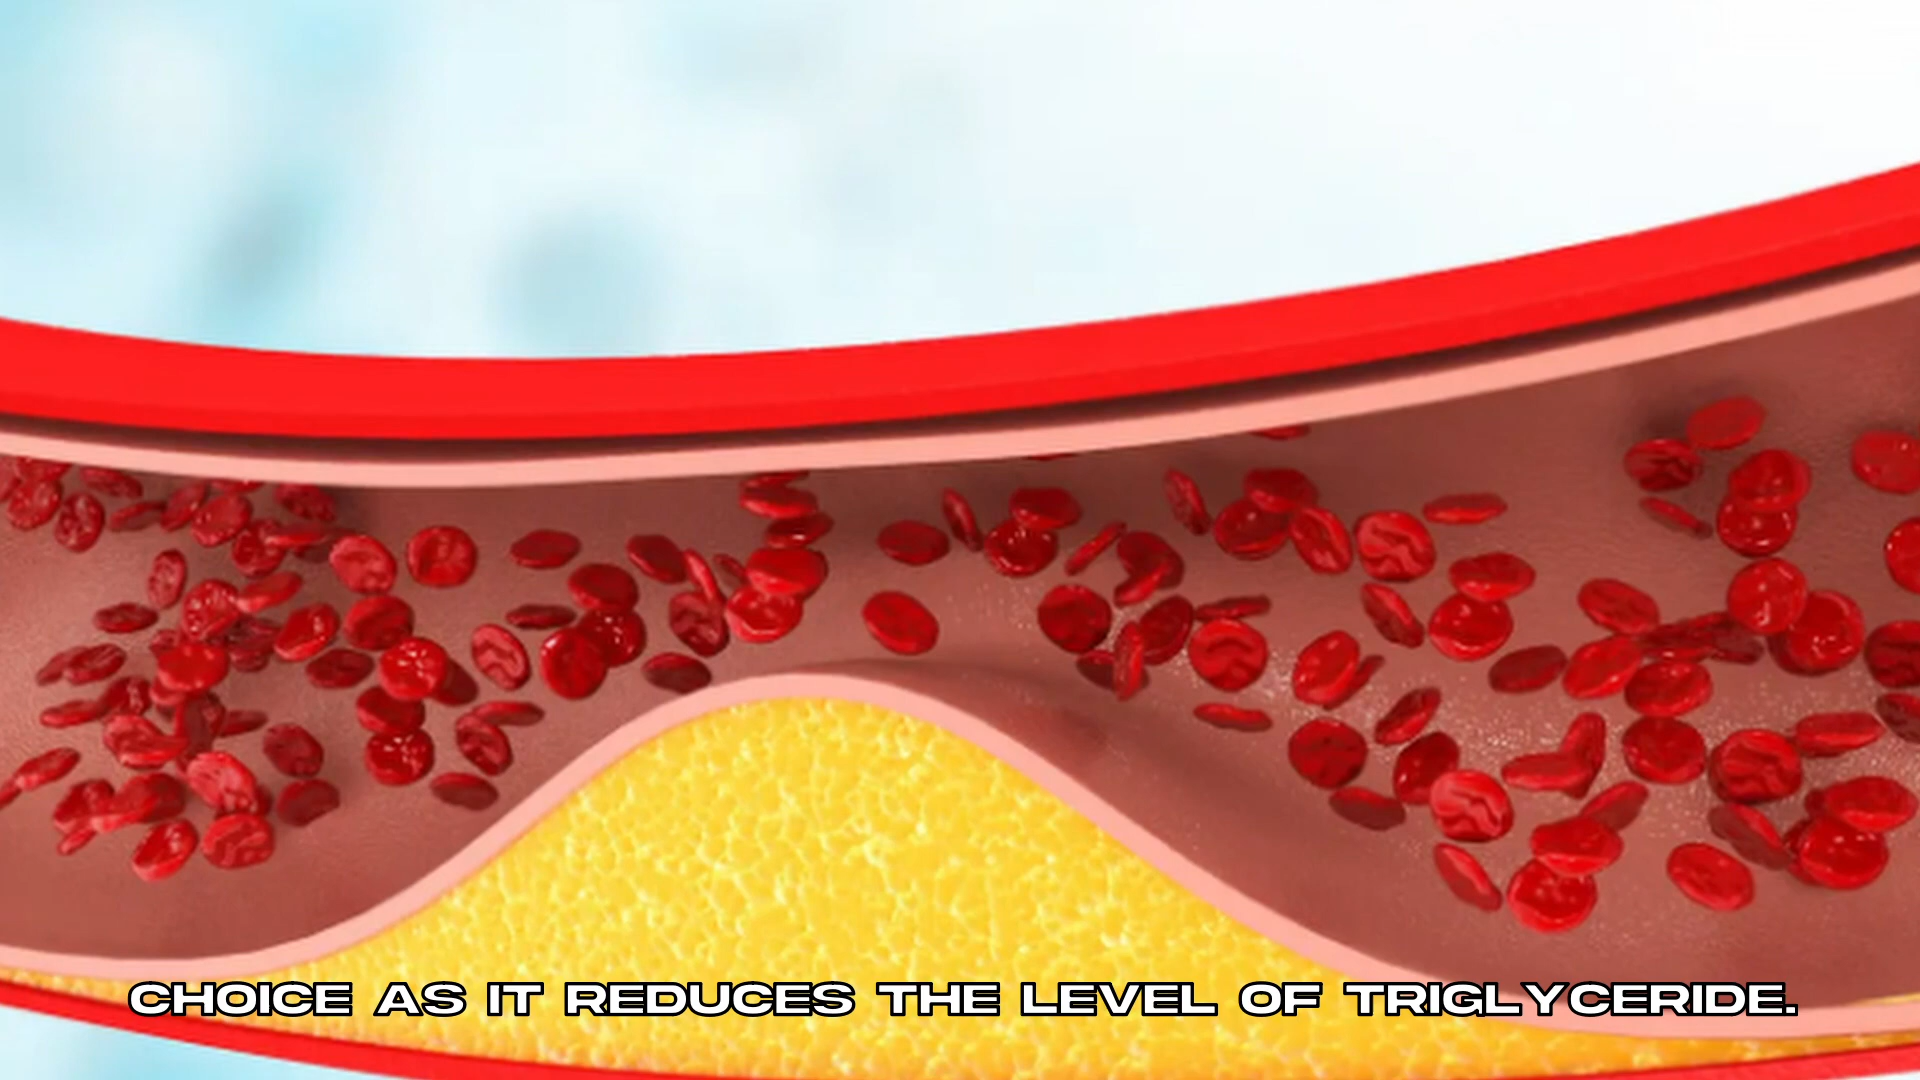 CHOICE AS IT REDUCES THE LEVEL OF TRIGLYCERIDE.